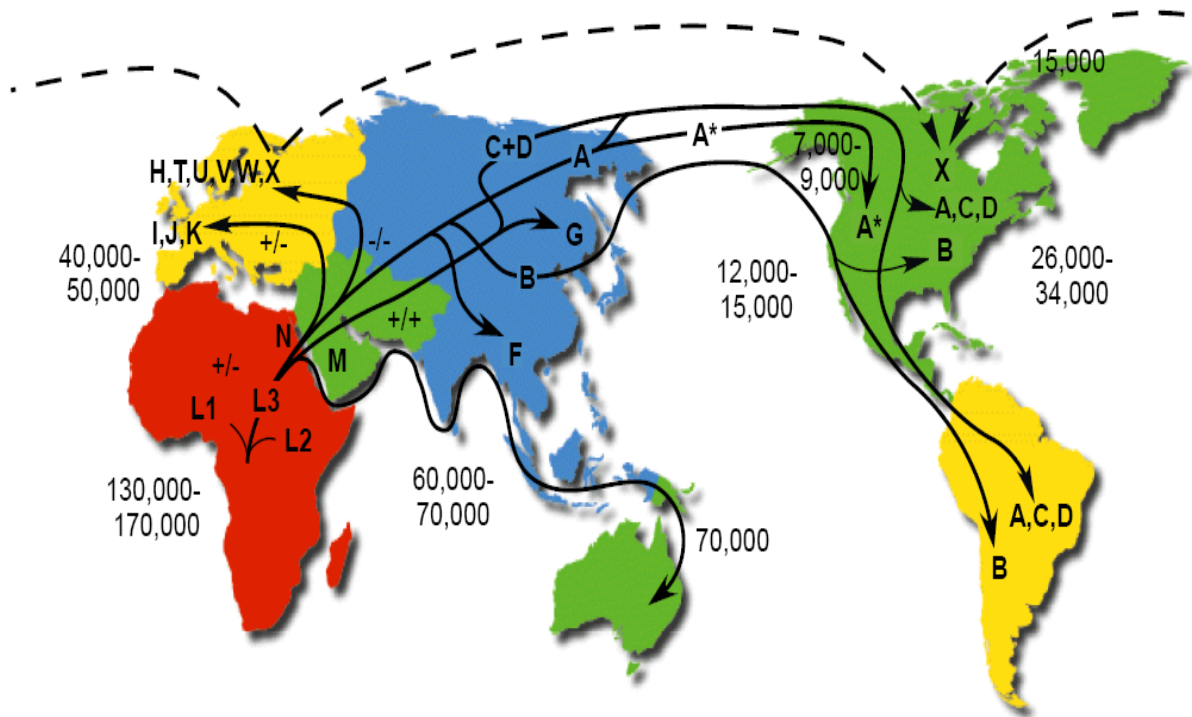 15,000
C+D
A
A*
7,000-
9,000
H,T,U,V,W,X
X
I,J,K
+/-
-/-
G
A*
A,C,D
B
B
40,000-
50,000
12,000-
15,000
26,000-
34,000
+/+
N
M
F
+/-
L3
L1
L2
130,000-
170,000
60,000-
70,000
70,000
A,C,D
B